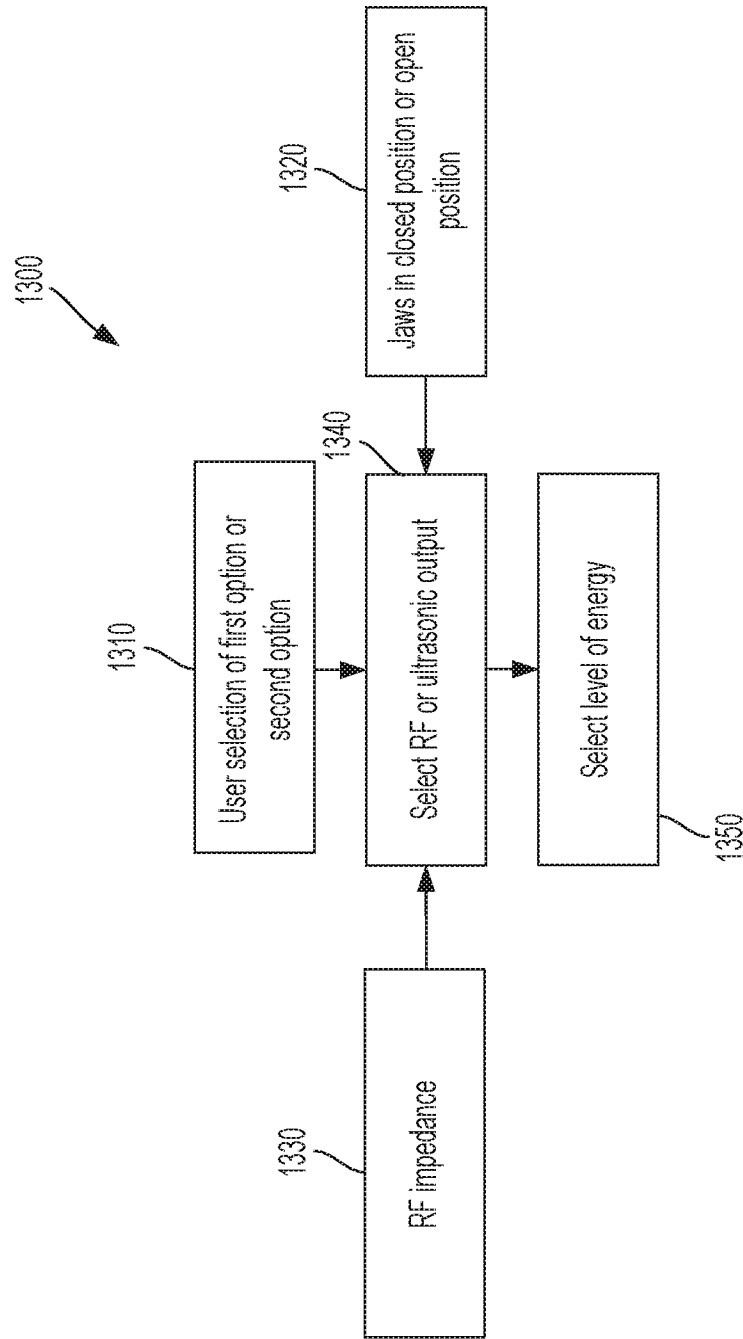 1300
1310
User selection of first option or
second option
1330
RF impedance
1340
Select RF or ultrasonic output
1320
Jaws in closed position or open
position
Select level of energy
1350